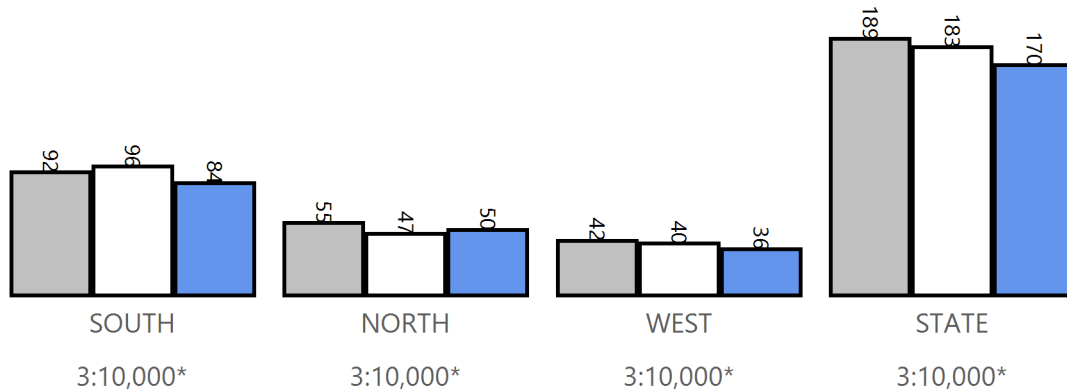 92 96 84 55 47 50 42 40 36 189 183 170
SOUTH NORTH WEST STATE
3:10,000* 3:10,000* 3:10,000* 3:10,000*